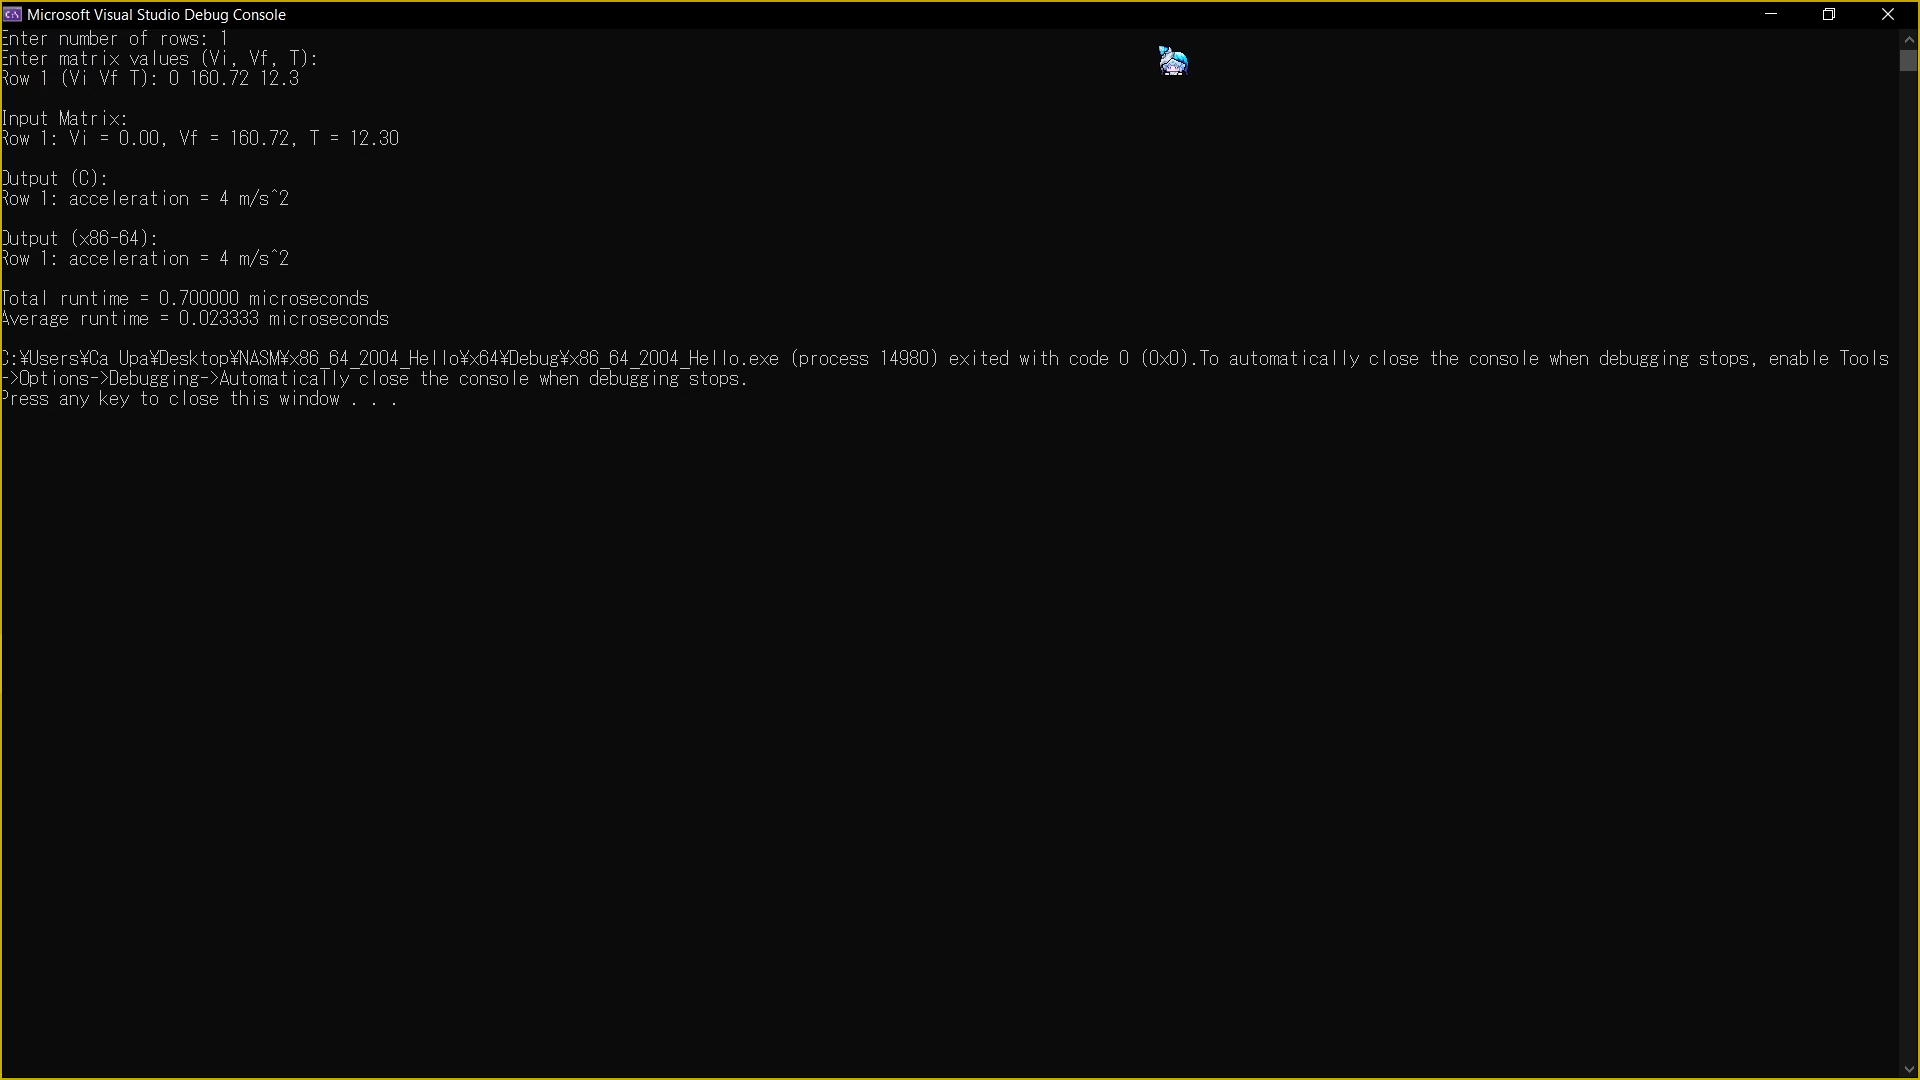 Microsoft Visual Studio Debug Console
Enter number of rows: 1
Enter matrix values (Vi, Vf, T):
Row 1 (Vi Vf T): 0 160.72 12.3
Input Matrix:
Row 1: Vi = 0.00, Vf = 160.72, T = 12.30
Output (C):
Row 1: acceleration = 4 m/s^2
Output (x86-64):
Row 1: acceleration = 4 m/s^2
Total runtime = 0.700000 microseconds
Average runtime = 0.023333 microseconds
C:¥Users¥Ca Upa¥Desktop¥NASM¥x86_64_2004_Hello¥x64¥Debug¥x86_64_2004_Hello.exe (process 14980) exited with code 0 (0x0).To automatically close the console when debugging stops, enable Tools
->Options->Debugging->Automatically close the console when debugging stops.
Press any key to close this window . . .